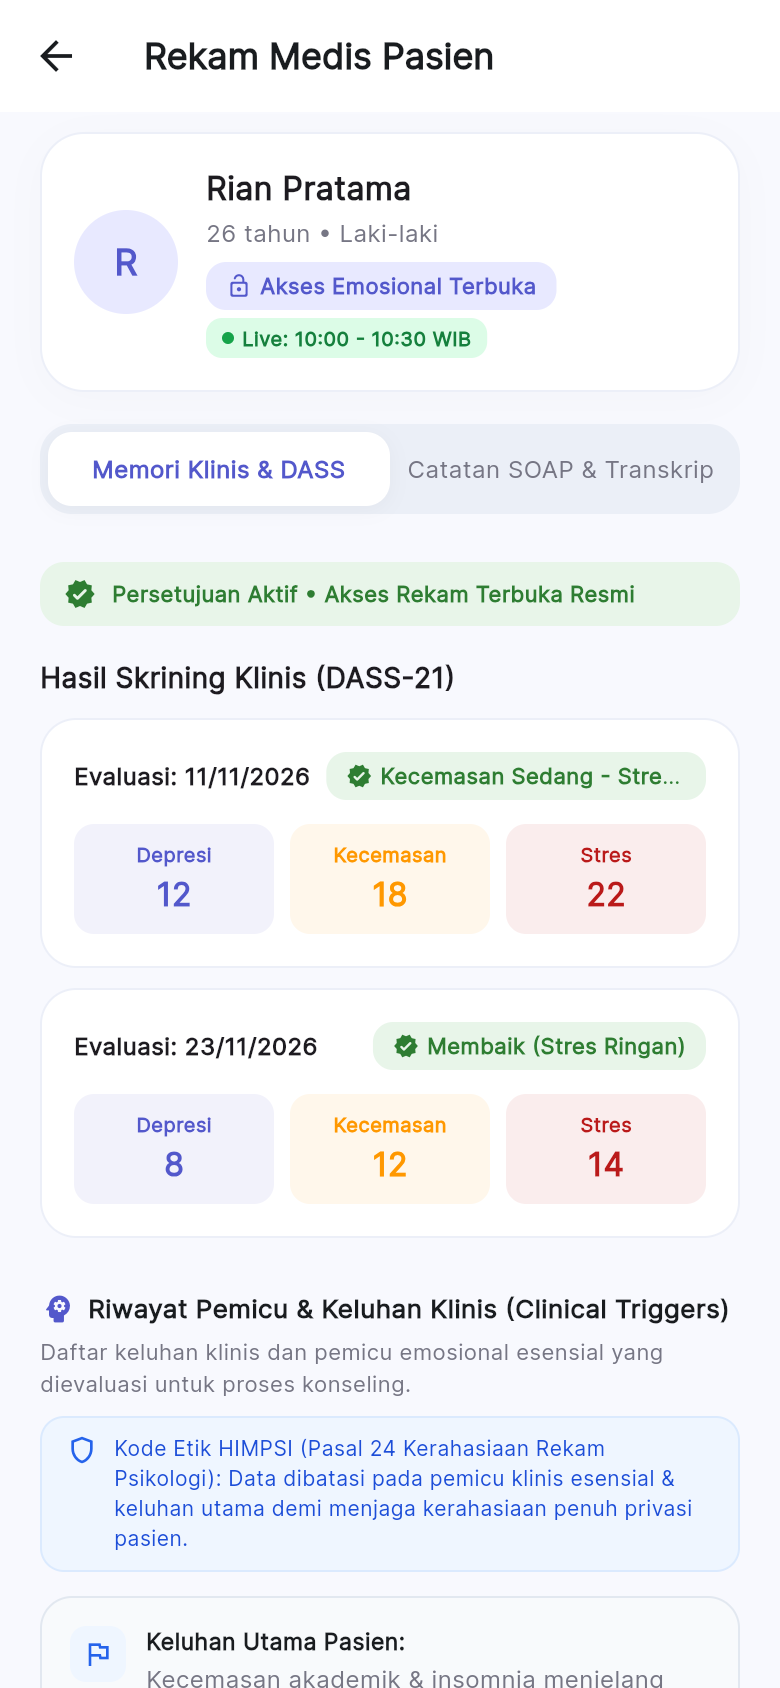 Rekam Medis Pasien
R
Rian Pratama
26 tahun • Laki-laki
Akses Emosional Terbuka
Live: 10:00 - 10:30 WIB
Memori Klinis & DASS
Catatan SOAP & Transkrip
Persetujuan Aktif • Akses Rekam Terbuka Resmi
Hasil Skrining Klinis (DASS-21)
Evaluasi: 11/11/2026
Kecemasan Sedang - Stre...
Depresi
12
Kecemasan
18
Stres
22
Evaluasi: 23/11/2026
Membaik (Stres Ringan)
Depresi
8
Kecemasan
12
Stres
14
Riwayat Pemicu & Keluhan Klinis (Clinical Triggers)
Daftar keluhan klinis dan pemicu emosional esensial yang
dievaluasi untuk proses konseling.
Kode Etik HIMPSI (Pasal 24 Kerahasiaan Rekam
Psikologi): Data dibatasi pada pemicu klinis esensial &
keluhan utama demi menjaga kerahasiaan penuh privasi
pasien.
Keluhan Utama Pasien:
Kecemasan akademik & insomnia menjelang